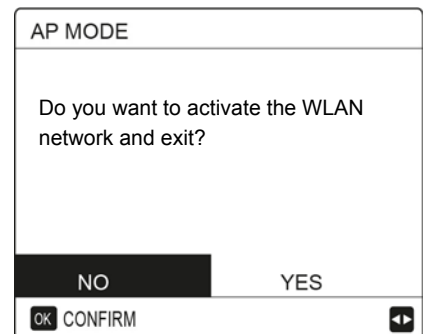 AP MODE
Do you want to activate the WLAN
network and exit?
NO YES
OK CONFIRM